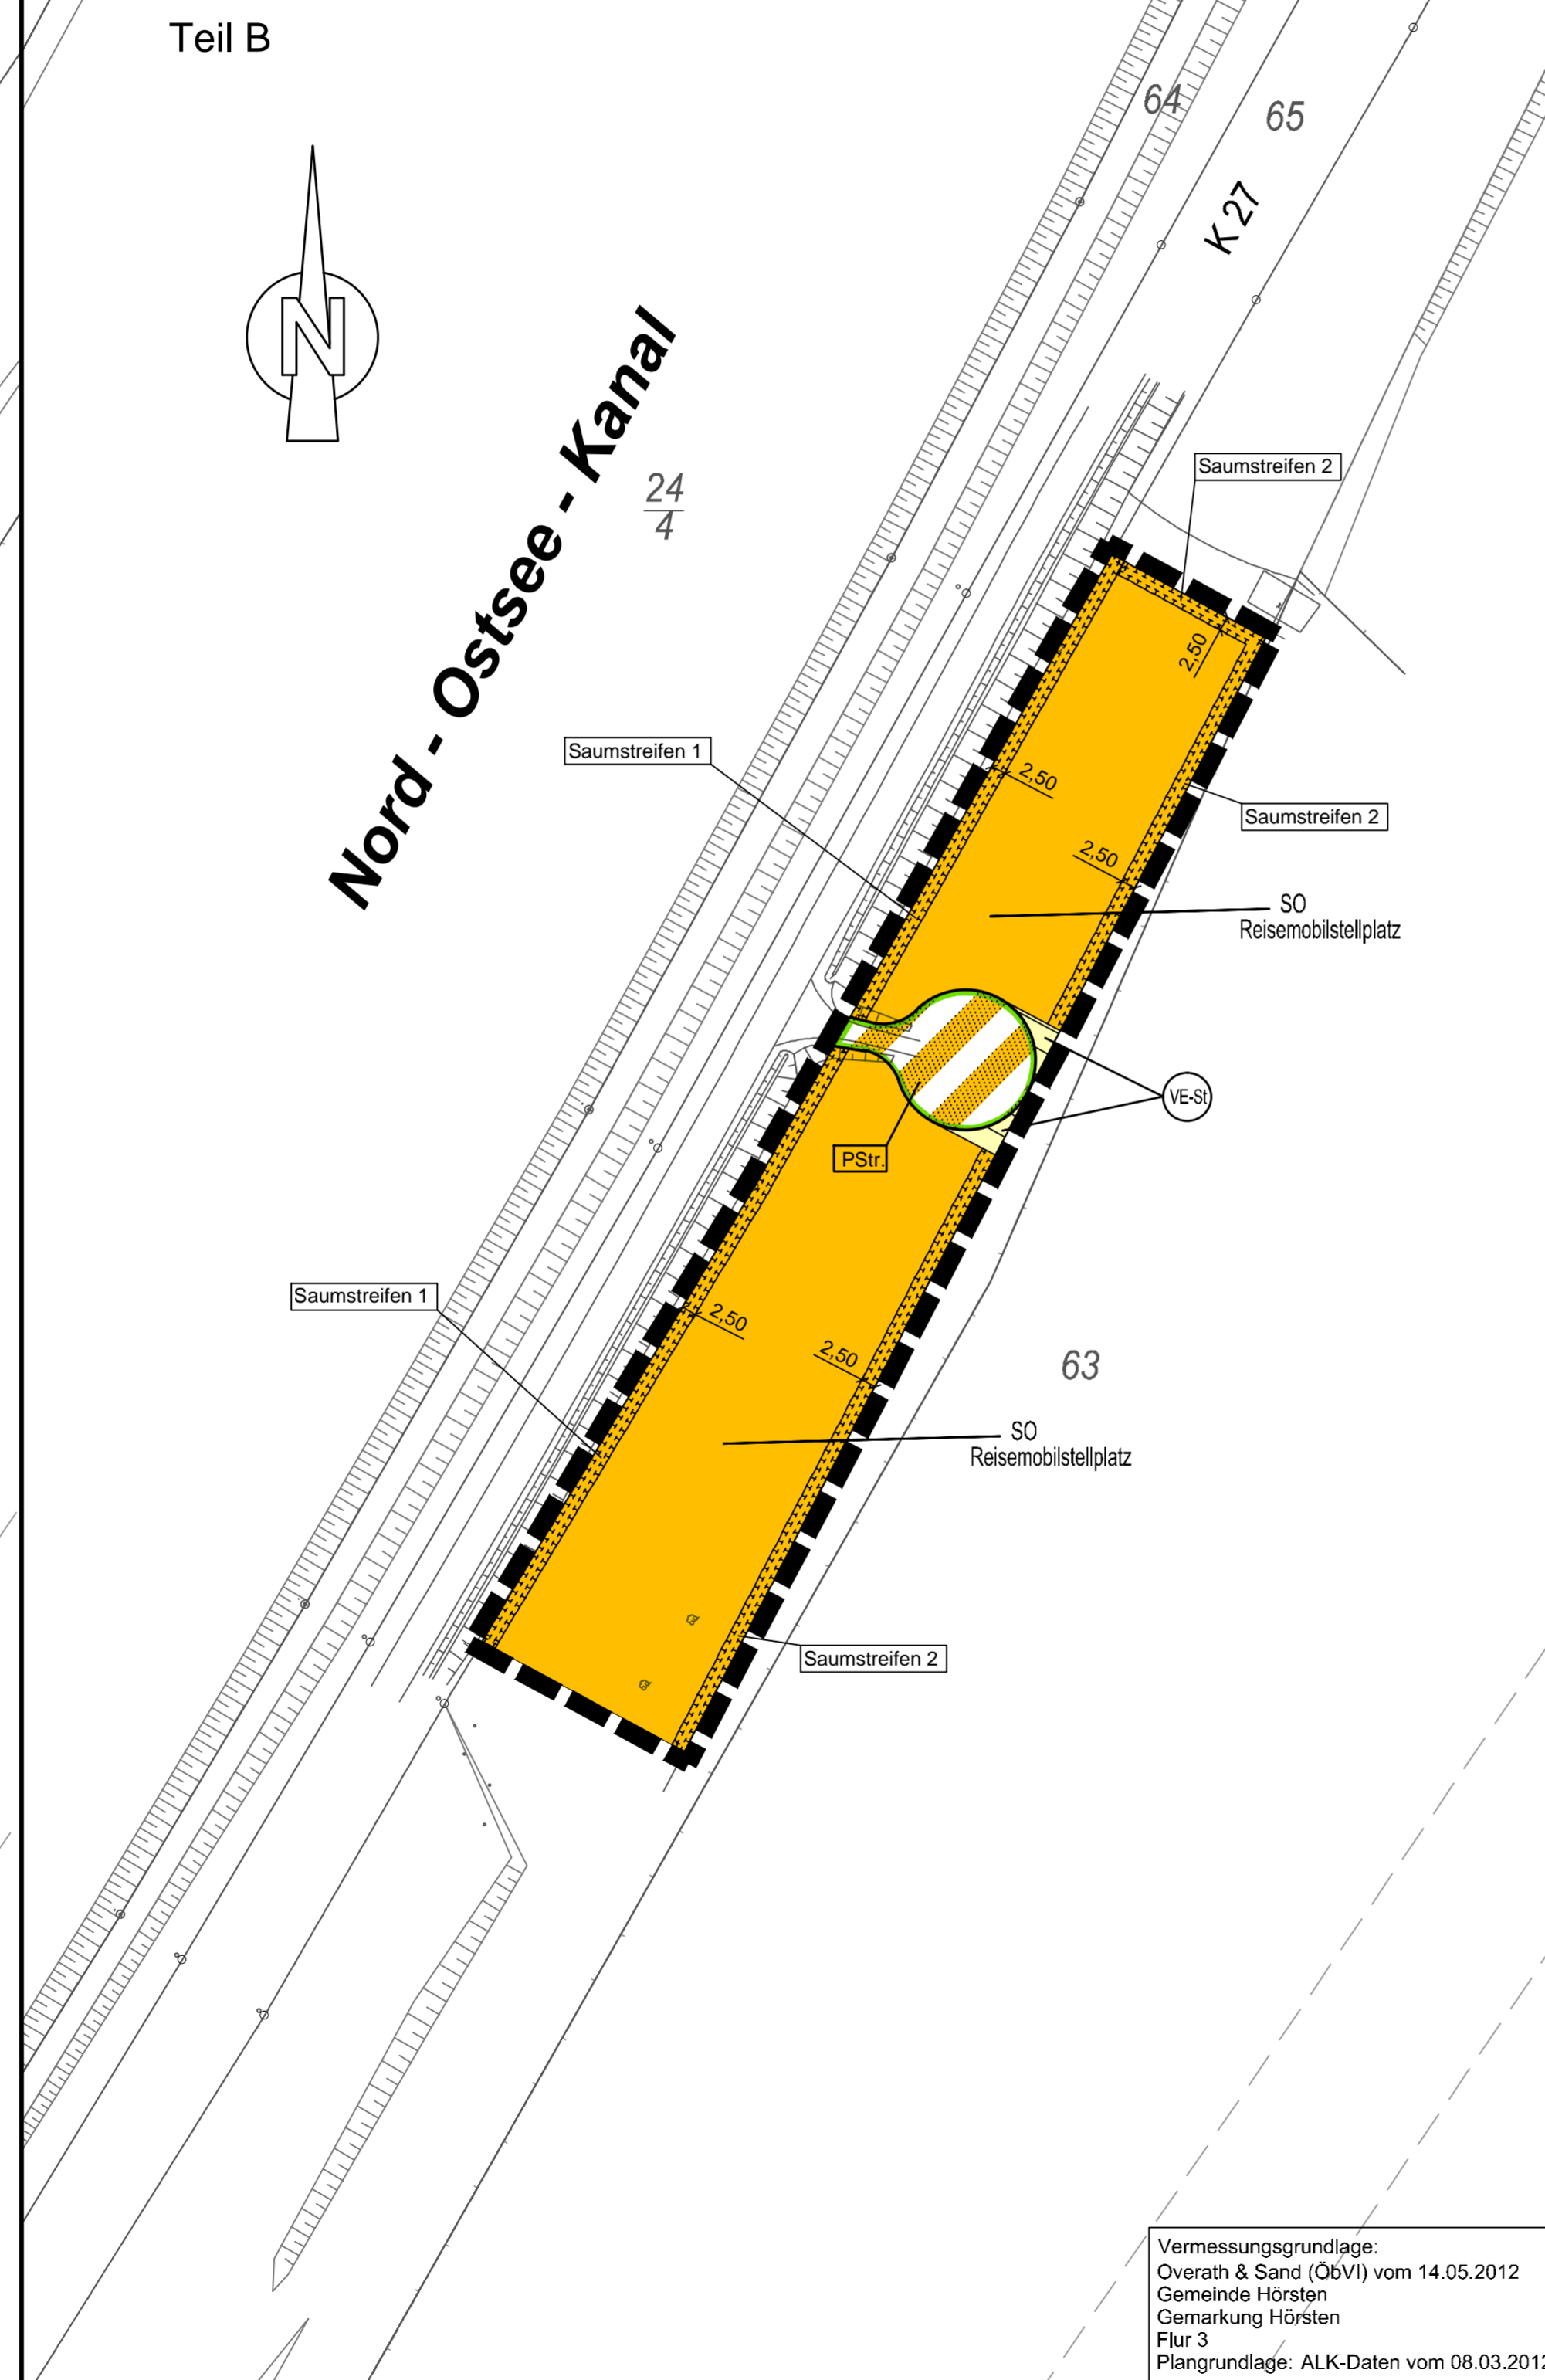 Teil B
64
65
K 27
N
Nord - Ostsee - Kanal
24
4
Saumstreifen 2
2,50
Saumstreifen 1
2,50
Saumstreifen 2
2,50
SO
Reisemobilstellplatz
VE-St
PStr.
Saumstreifen 1
2,50
2,50
63
SO
Reisemobilstellplatz
Saumstreifen 2
Vermessungsgrundlage:
Overath & Sand (ÖbVI) vom 14.05.2012
Gemeinde Hörsten
Gemarkung Hörsten
Flur 3
Plangrundlage: ALK-Daten vom 08.03.2012